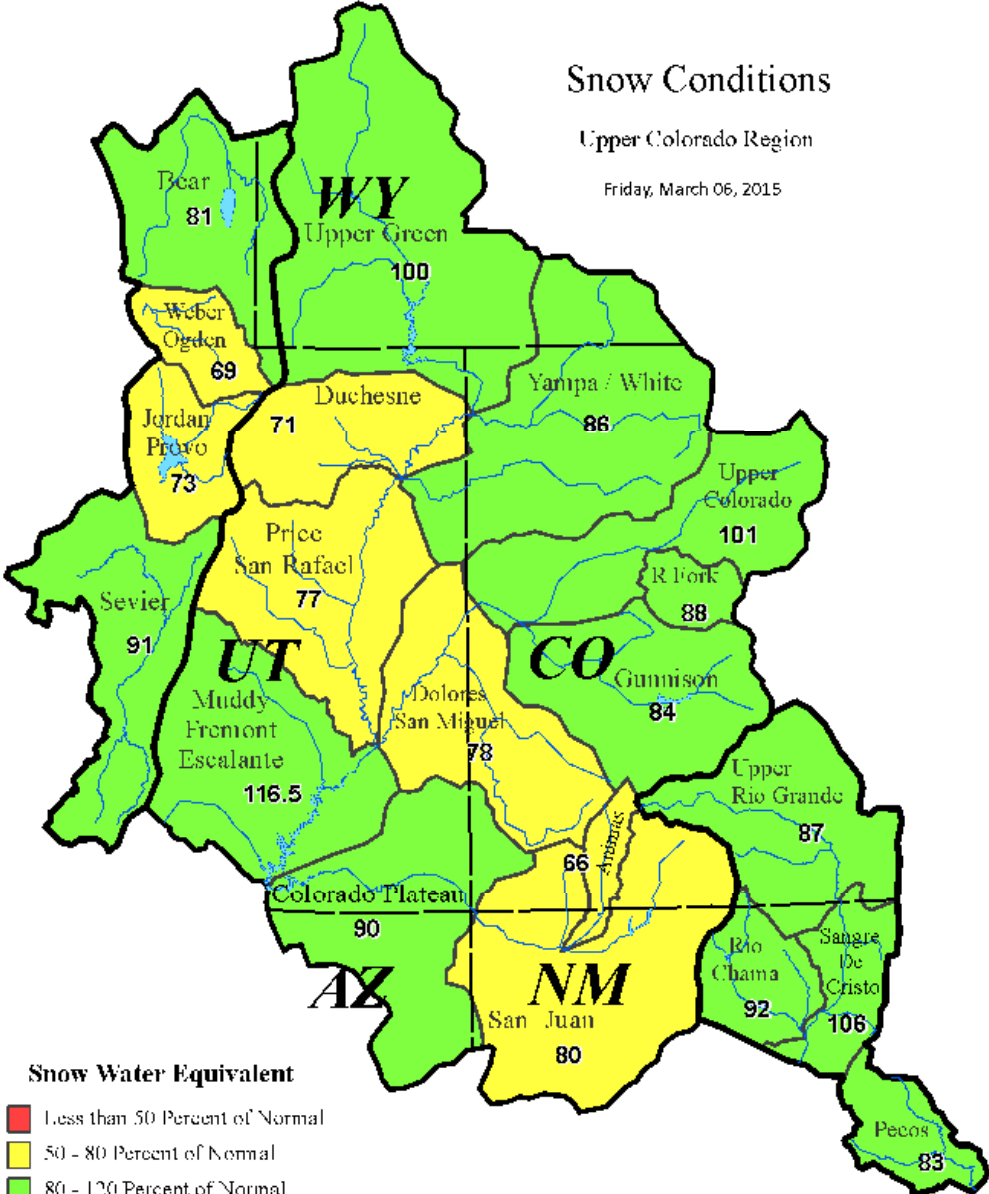 Snow Conditions
Upper Colorado Region
Friday, March 06, 2015
Bear
81
WY
Upper Green
100
Weber
Ogden
69
Duchesne
71
Yampa / White
86
Jordan
Provo
73
Upper
Colorado
101
Price
San Rafael
77
R Fork
88
Sevier
91
UT
CO
Gunnison
84
Muddy
Fremont
Escalante
116.5
Dolores
San Miguel
78
Upper
Rio Grande
87
Animas
66
Colorado Plateau
90
AZ
NM
San Juan
80
Rio
Chama
92
Sangre
De
Cristo
106
Pecos
83
Snow Water Equivalent
Less than 50 Percent of Normal
50 - 80 Percent of Normal
80 - 120 Percent of Normal